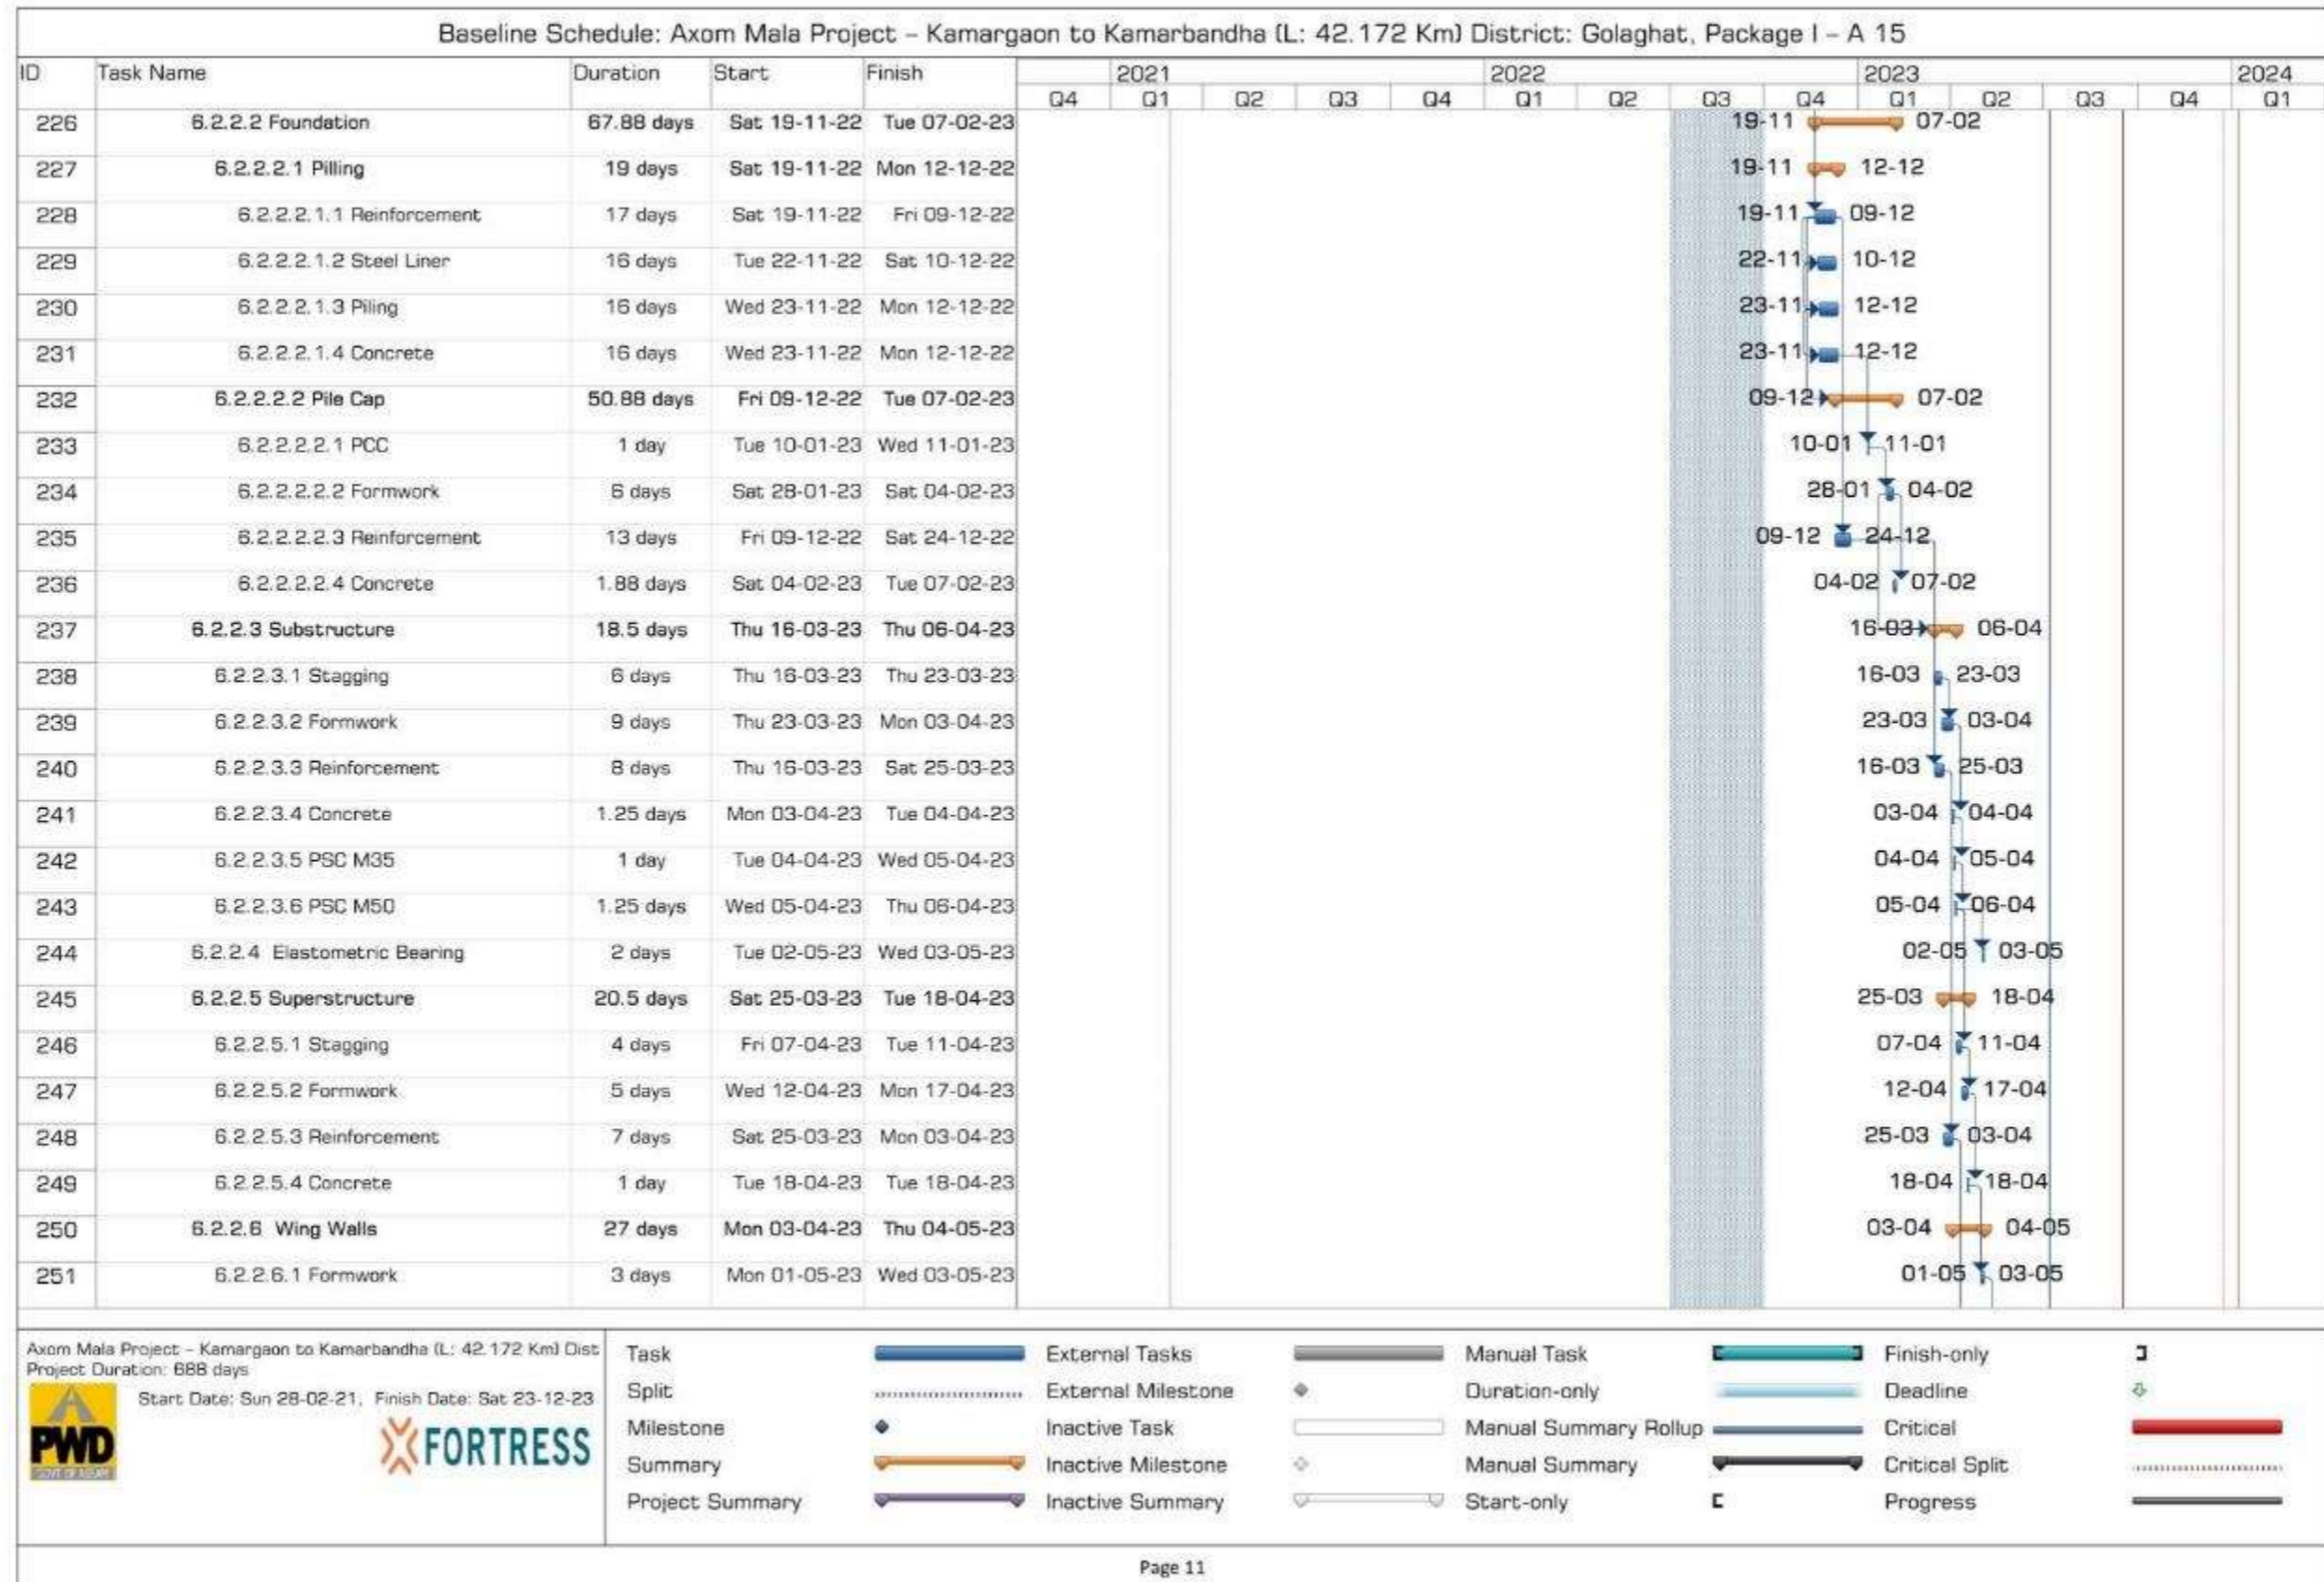 Baseline Schedule: Axom Mala Project – Kamargaon to Kamarbandha (L: 42.172 Km) District: Golaghat, Package I – A 15
ID Task Name Duration Start Finish 2021 2022 2023 2024
Q4 Q1 Q2 Q3 Q4 Q1 Q2 Q3 Q4 Q1 Q2 Q3 Q4 Q1
226 6.2.2.2 Foundation 67.88 days Sat 19-11-22 Tue 07-02-23 19-11 07-02
227 6.2.2.2.1 Pilling 19 days Sat 19-11-22 Mon 12-12-22 19-11 12-12
228 6.2.2.2.1.1 Reinforcement 17 days Sat 19-11-22 Fri 09-12-22 19-11 09-12
229 6.2.2.2.1.2 Steel Liner 16 days Tue 22-11-22 Sat 10-12-22 22-11 10-12
230 6.2.2.2.1.3 Piling 16 days Wed 23-11-22 Mon 12-12-22 23-11 12-12
231 6.2.2.2.1.4 Concrete 16 days Wed 23-11-22 Mon 12-12-22 23-11 12-12
232 6.2.2.2.2 Pile Cap 50.88 days Fri 09-12-22 Tue 07-02-23 09-12 07-02
233 6.2.2.2.2.1 PCC 1 day Tue 10-01-23 Wed 11-01-23 10-01 11-01
234 6.2.2.2.2.2 Formwork 6 days Sat 28-01-23 Sat 04-02-23 28-01 04-02
235 6.2.2.2.2.3 Reinforcement 13 days Fri 09-12-22 Sat 24-12-22 09-12 24-12
236 6.2.2.2.2.4 Concrete 1.88 days Sat 04-02-23 Tue 07-02-23 04-02 07-02
237 6.2.2.3 Substructure 18.5 days Thu 16-03-23 Thu 06-04-23 16-03 06-04
238 6.2.2.3.1 Stagging 6 days Thu 16-03-23 Thu 23-03-23 16-03 23-03
239 6.2.2.3.2 Formwork 9 days Thu 23-03-23 Mon 03-04-23 23-03 03-04
240 6.2.2.3.3 Reinforcement 8 days Thu 16-03-23 Sat 25-03-23 16-03 25-03
241 6.2.2.3.4 Concrete 1.25 days Mon 03-04-23 Tue 04-04-23 03-04 04-04
242 6.2.2.3.5 PSC M35 1 day Tue 04-04-23 Wed 05-04-23 04-04 05-04
243 6.2.2.3.6 PSC M50 1.25 days Wed 05-04-23 Thu 06-04-23 05-04 06-04
244 6.2.2.4 Elastometric Bearing 2 days Tue 02-05-23 Wed 03-05-23 02-05 03-05
245 6.2.2.5 Superstructure 20.5 days Sat 25-03-23 Tue 18-04-23 25-03 18-04
246 6.2.2.5.1 Stagging 4 days Fri 07-04-23 Tue 11-04-23 07-04 11-04
247 6.2.2.5.2 Formwork 5 days Wed 12-04-23 Mon 17-04-23 12-04 17-04
248 6.2.2.5.3 Reinforcement 7 days Sat 25-03-23 Mon 03-04-23 25-03 03-04
249 6.2.2.5.4 Concrete 1 day Tue 18-04-23 Tue 18-04-23 18-04 18-04
250 6.2.2.6 Wing Walls 27 days Mon 03-04-23 Thu 04-05-23 03-04 04-05
251 6.2.2.6.1 Formwork 3 days Mon 01-05-23 Wed 03-05-23 01-05 03-05
Axom Mala Project – Kamargaon to Kamarbandha (L: 42.172 Km) Dist
Project Duration: 688 days
Start Date: Sun 28-02-21, Finish Date: Sat 23-12-23
PWD
GOVT OF ASSAM
FORTRESS
Task External Tasks Manual Task Finish-only
Split External Milestone Duration-only Deadline
Milestone Inactive Task Manual Summary Rollup Critical
Summary Inactive Milestone Manual Summary Critical Split
Project Summary Inactive Summary Start-only Progress
Page 11